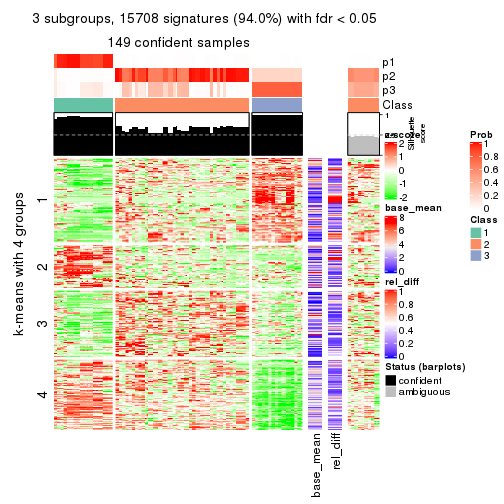 3 subgroups, 15708 signatures (94.0%) with fdr < 0.05
149 confident samples
p1
p2
p3
Class
1
Silhouette
score
k-means with 4 groups
1
2
3
4
base_mean
rel_diff
z-score
2
1
0
-1
-2
base_mean
8
6
4
2
0
rel_diff
1
0.8
0.6
0.4
0.2
0
Status (barplots)
confident
ambiguous
Prob
1
0.8
0.6
0.4
0.2
0
Class
1
2
3